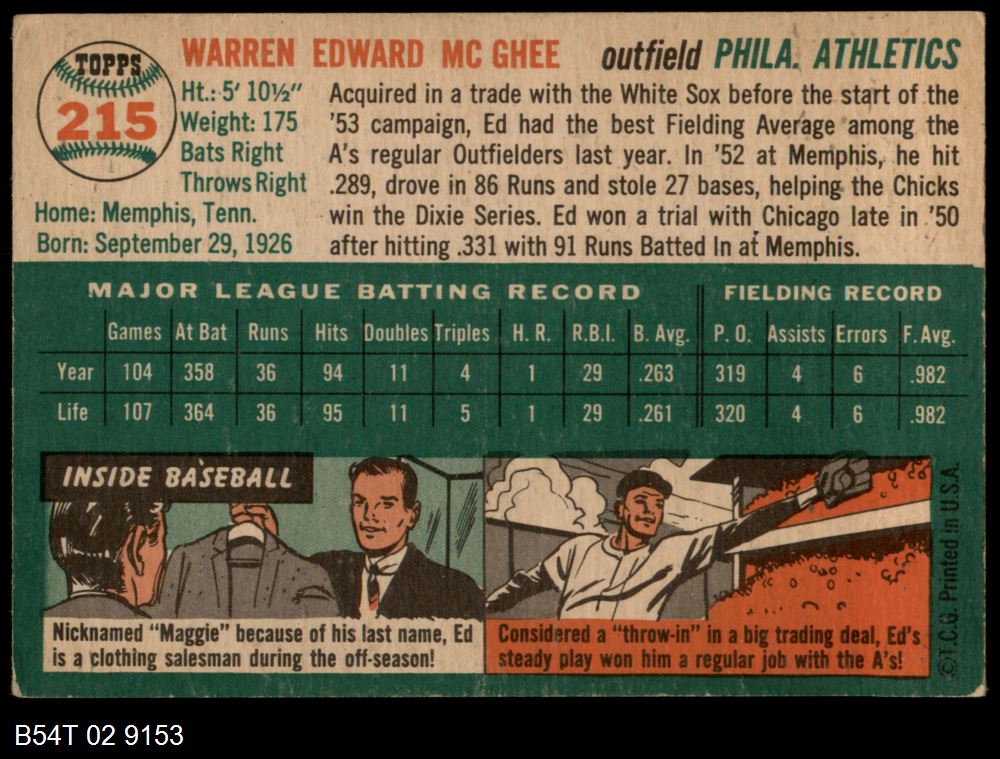 TOPPS
215
WARREN EDWARD MC GHEE outfield PHILA. ATHLETICS
Ht.: 5' 10½"
Weight: 175
Bats Right
Throws Right
Home: Memphis, Tenn.
Born: September 29, 1926
Acquired in a trade with the White Sox before the start of the
'53 campaign, Ed had the best Fielding Average among the
A's regular Outfielders last year. In '52 at Memphis, he hit
.289, drove in 86 Runs and stole 27 bases, helping the Chicks
win the Dixie Series. Ed won a trial with Chicago late in '50
after hitting .331 with 91 Runs Batted In at Memphis.
MAJOR LEAGUE BATTING RECORD FIELDING RECORD
Games At Bat Runs Hits Doubles Triples H. R. R.B.I. B. Avg. P. O. Assists Errors F. Avg.
Year 104 358 36 94 11 4 1 29 .263 319 4 6 .982
Life 107 364 36 95 11 5 1 29 .261 320 4 6 .982
INSIDE BASEBALL
Nicknamed "Maggie" because of his last name, Ed
is a clothing salesman during the off-season!
Considered a "throw-in" in a big trading deal, Ed's
steady play won him a regular job with the A's!
©T.C.G. Printed in U.S.A.
B54T 02 9153